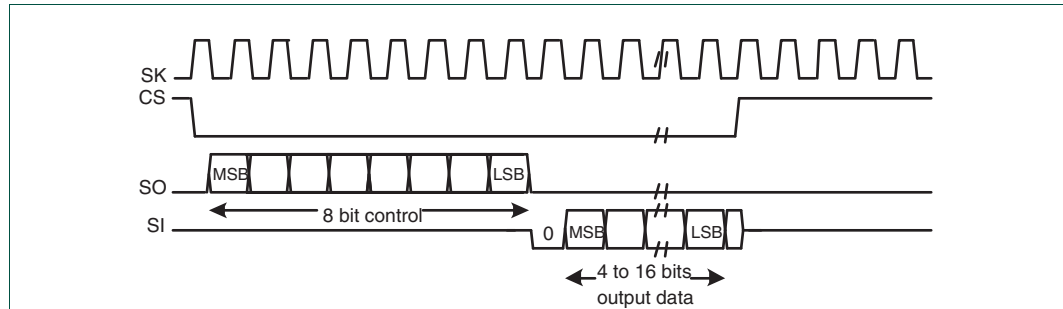 SK
CS
SO
MSB
LSB
8 bit control
SI
0
MSB
LSB
4 to 16 bits
output data